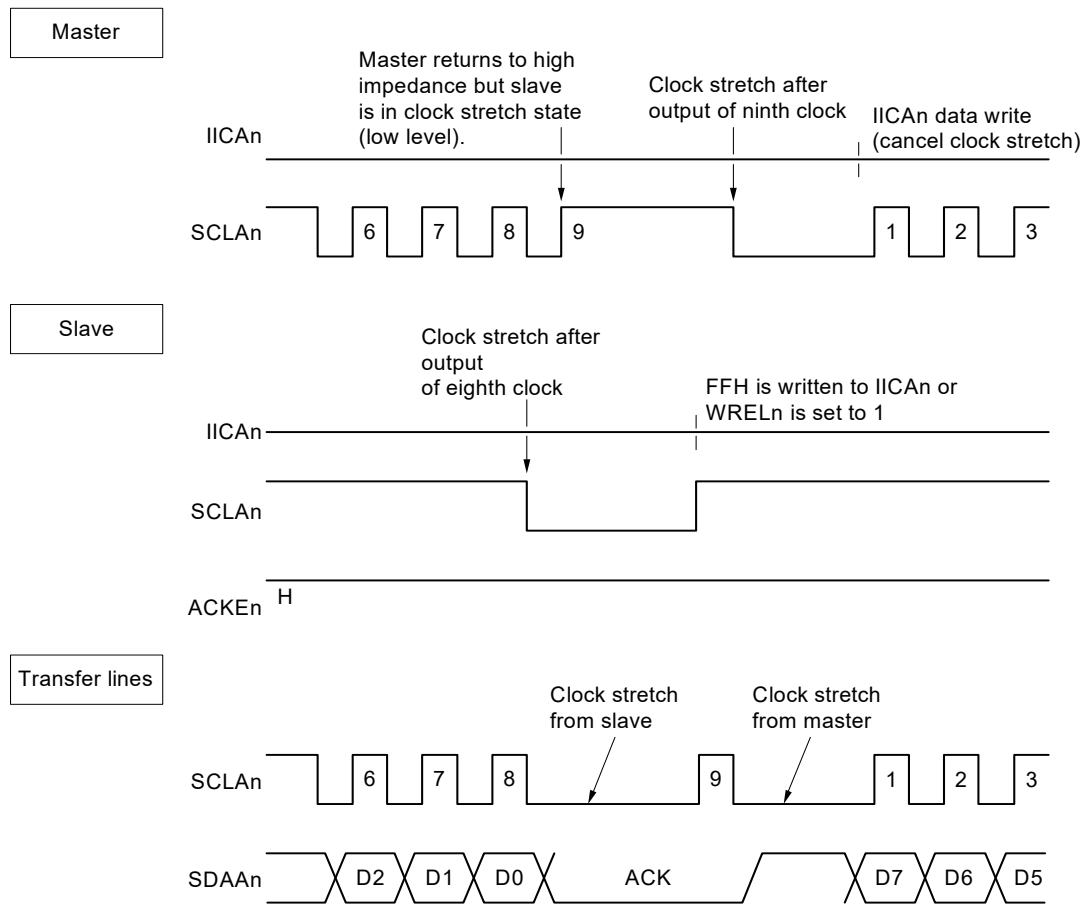 Master
Master returns to high
impedance but slave
is in clock stretch state
(low level).
Clock stretch after
output of ninth clock
IICAn data write
(cancel clock stretch)
IICAn
SCLAn
6
7
8
9
1
2
3
Slave
Clock stretch after
output
of eighth clock
FFH is written to IICAn or
WRELn is set to 1
IICAn
SCLAn
ACKEn
H
Transfer lines
Clock stretch
from slave
Clock stretch
from master
SCLAn
6
7
8
9
1
2
3
SDAAn
D2
D1
D0
ACK
D7
D6
D5